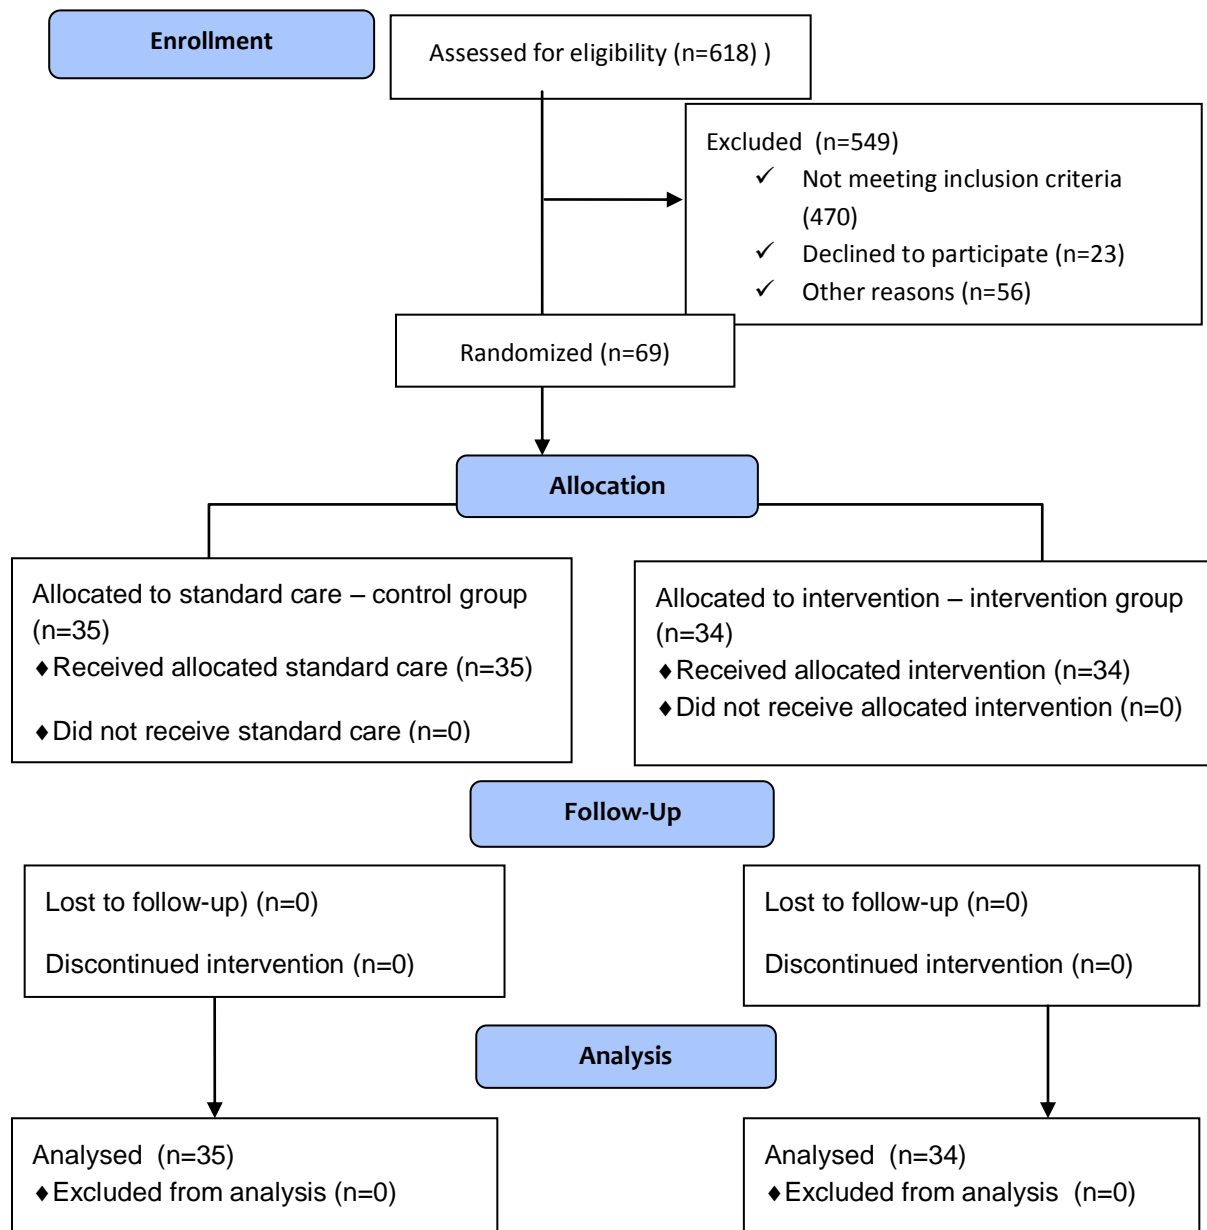 Enrollment
Assessed for eligibility (n=618) )
Excluded (n=549)
✓ Not meeting inclusion criteria
(470)
✓ Declined to participate (n=23)
✓ Other reasons (n=56)
Randomized (n=69)
Allocation
Allocated to standard care – control group
(n=35)
♦Received allocated standard care (n=35)
♦Did not receive standard care (n=0)
Allocated to intervention – intervention group
(n=34)
♦Received allocated intervention (n=34)
♦Did not receive allocated intervention (n=0)
Follow-Up
Lost to follow-up) (n=0)
Discontinued intervention (n=0)
Lost to follow-up (n=0)
Discontinued intervention (n=0)
Analysis
Analysed (n=35)
♦Excluded from analysis (n=0)
Analysed (n=34)
♦Excluded from analysis (n=0)